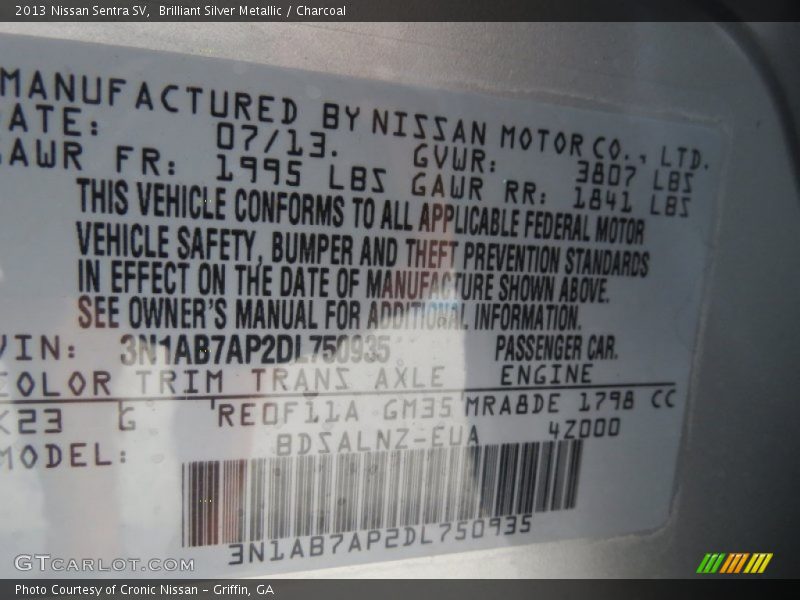 2013 Nissan Sentra SV, Brilliant Silver Metallic / Charcoal
MANUFACTURED BY NISSAN MOTOR CO., LTD.
ATE: 07/13. GVWR: 3807 LBS
AWR FR: 1995 LBS GAWR RR: 1841 LBS
THIS VEHICLE CONFORMS TO ALL APPLICABLE FEDERAL MOTOR
VEHICLE SAFETY, BUMPER AND THEFT PREVENTION STANDARDS
IN EFFECT ON THE DATE OF MANUFACTURE SHOWN ABOVE.
SEE OWNER'S MANUAL FOR ADDITIONAL INFORMATION.
VIN: 3N1AB7AP2DL750935 PASSENGER CAR.
COLOR TRIM TRANS AXLE ENGINE
K23 G RE0F11A GM35 MRA8DE 1798 CC
MODEL: BDSALNZ-EUA 4Z000
3N1AB7AP2DL750935
GTCARLOT.COM
Photo Courtesy of Cronic Nissan - Griffin, GA